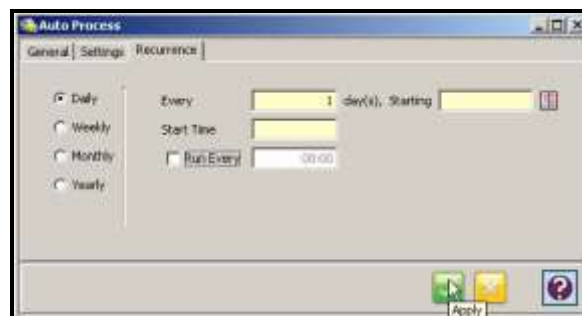 Auto Process
General Settings Recurrence
Daily Every 1 day(s), Starting
Weekly Start Time
Monthly Run Every 00:00
Yearly
Apply